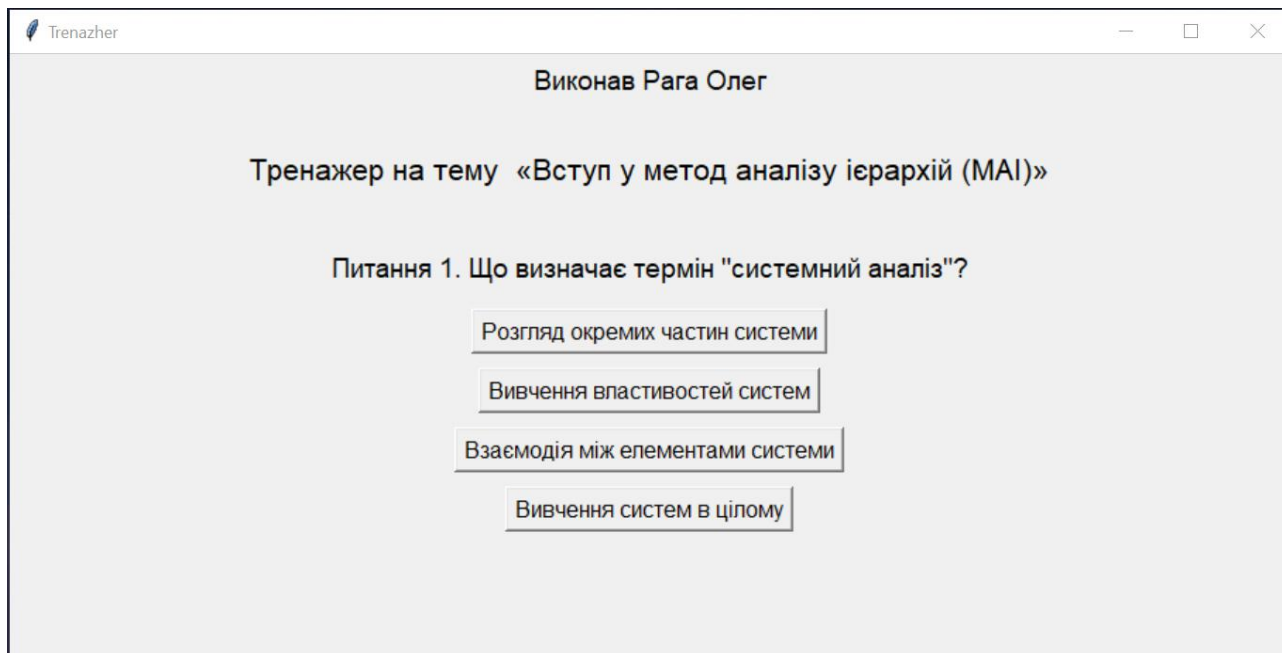 Trenazher
Виконав Рага Олег
Тренажер на тему «Вступ у метод аналізу ієрархій (МАІ)»
Питання 1. Що визначає термін "системний аналіз"?
Розгляд окремих частин системи
Вивчення властивостей систем
Взаємодія між елементами системи
Вивчення систем в цілому